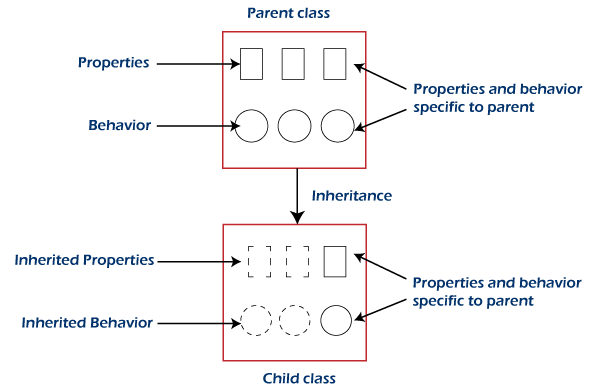 Parent class
Properties
Properties and behavior
specific to parent
Behavior
Inheritance
Inherited Properties
Properties and behavior
specific to parent
Inherited Behavior
Child class